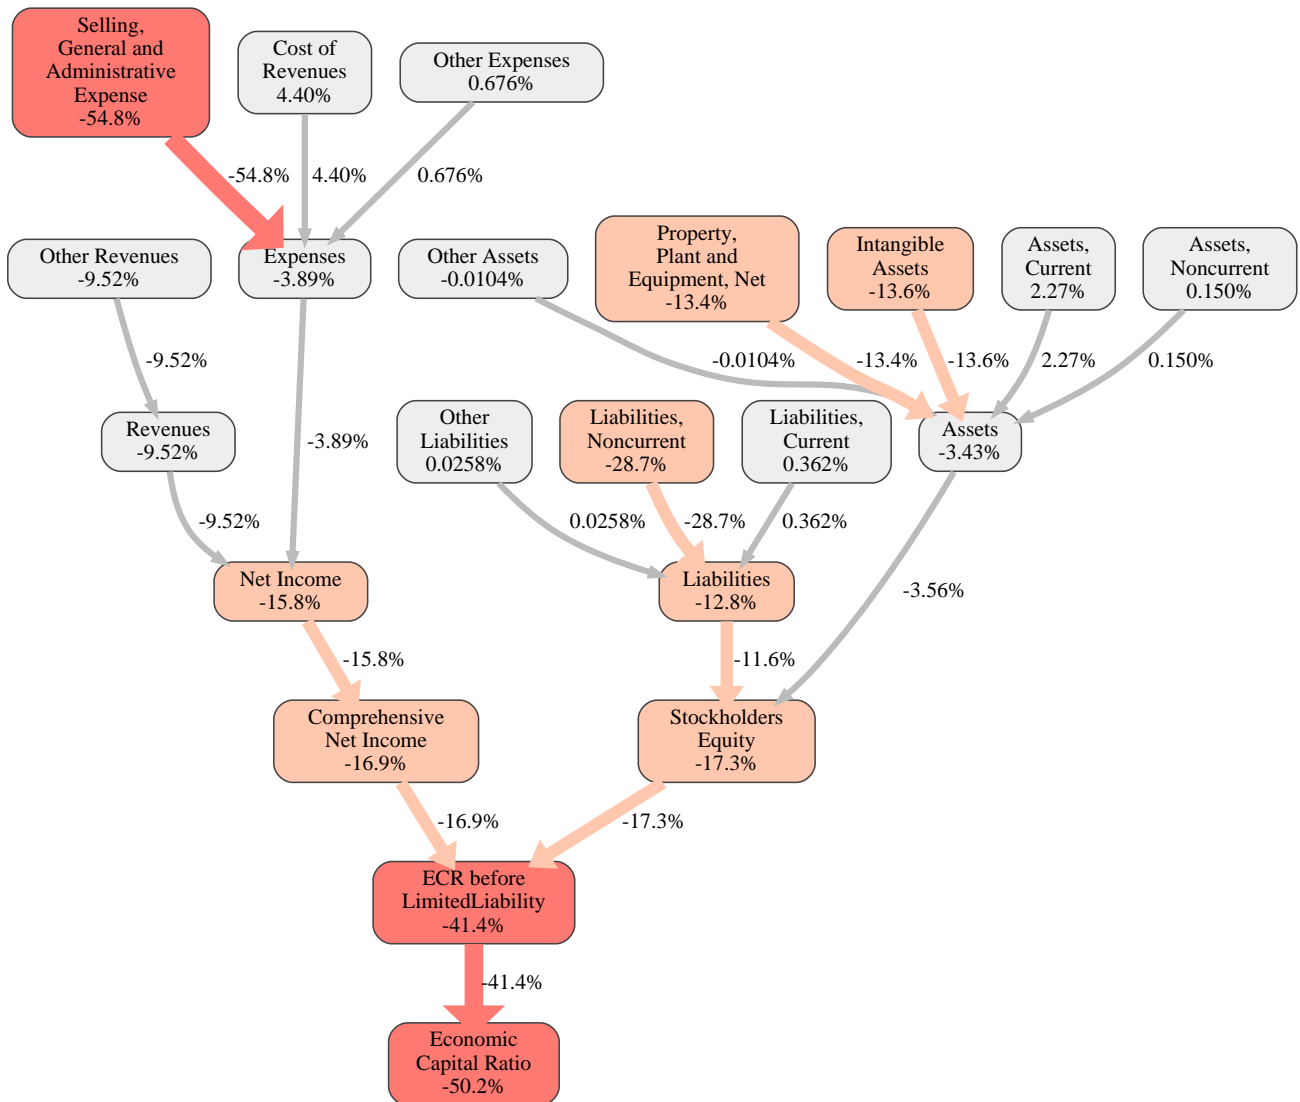 Selling,
General and
Administrative
Expense
-54.8%
Cost of
Revenues
4.40%
Other Expenses
0.676%
-54.8%
4.40%
0.676%
Other Revenues
-9.52%
Expenses
-3.89%
Other Assets
-0.0104%
Property,
Plant and
Equipment, Net
-13.4%
Intangible
Assets
-13.6%
Assets,
Current
2.27%
Assets,
Noncurrent
0.150%
-9.52%
-0.0104%
-13.4%
-13.6%
2.27%
0.150%
Revenues
-9.52%
-3.89%
Other
Liabilities
0.0258%
Liabilities,
Noncurrent
-28.7%
Liabilities,
Current
0.362%
Assets
-3.43%
-9.52%
0.0258%
-28.7%
0.362%
Net Income
-15.8%
Liabilities
-12.8%
-3.56%
-15.8%
-11.6%
Comprehensive
Net Income
-16.9%
Stockholders
Equity
-17.3%
-16.9%
-17.3%
ECR before
LimitedLiability
-41.4%
-41.4%
Economic
Capital Ratio
-50.2%